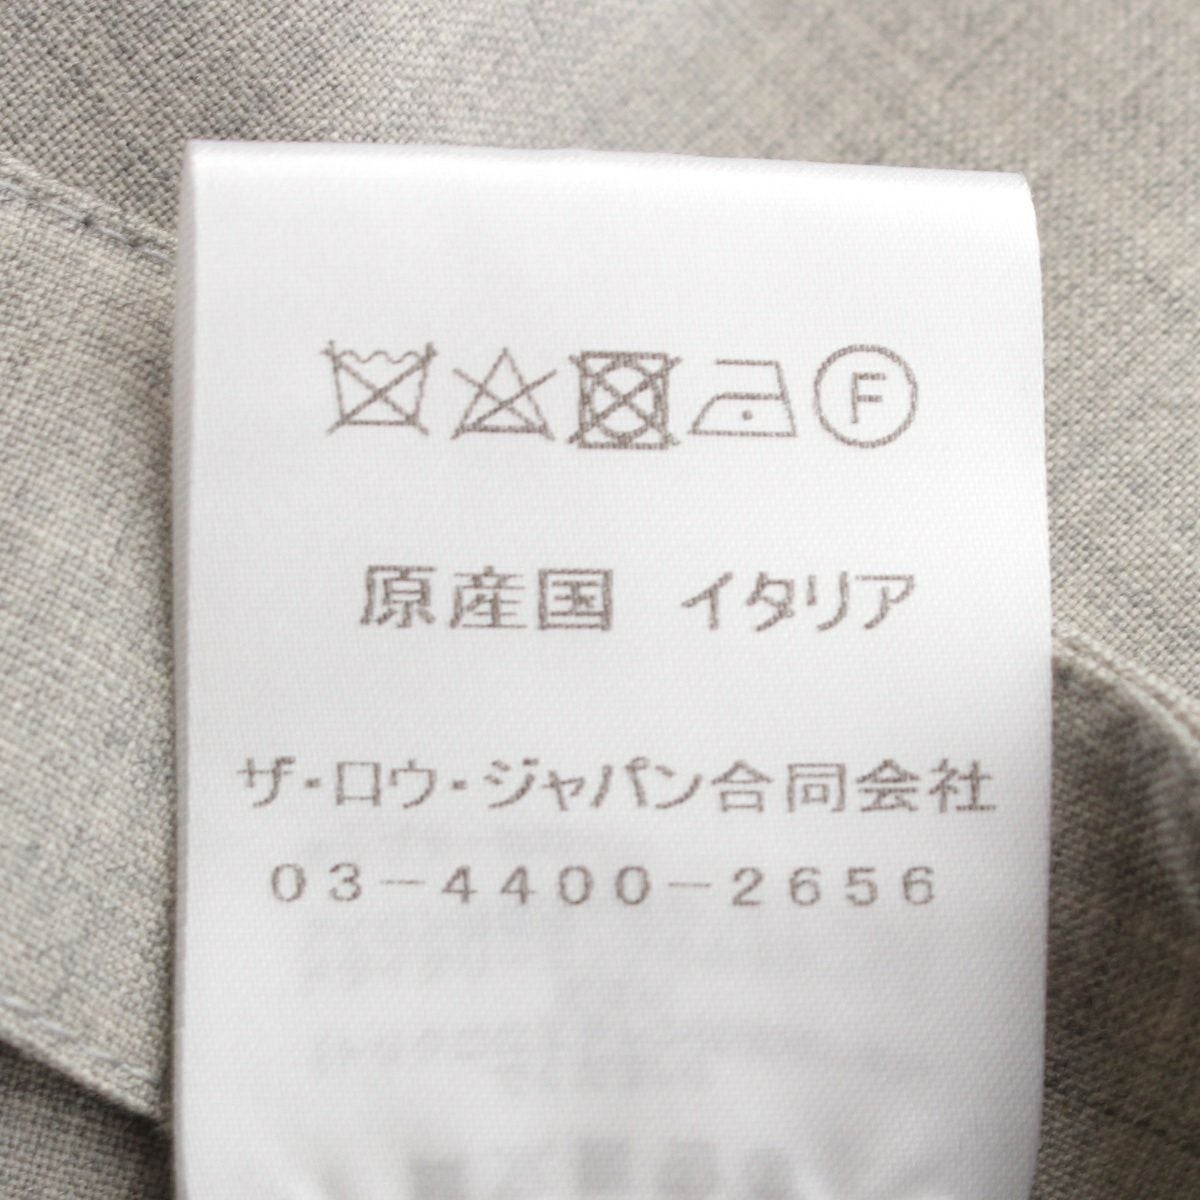 F
原産国 イタリア
ザ・ロウ・ジャパン合同会社
03-4400-2656